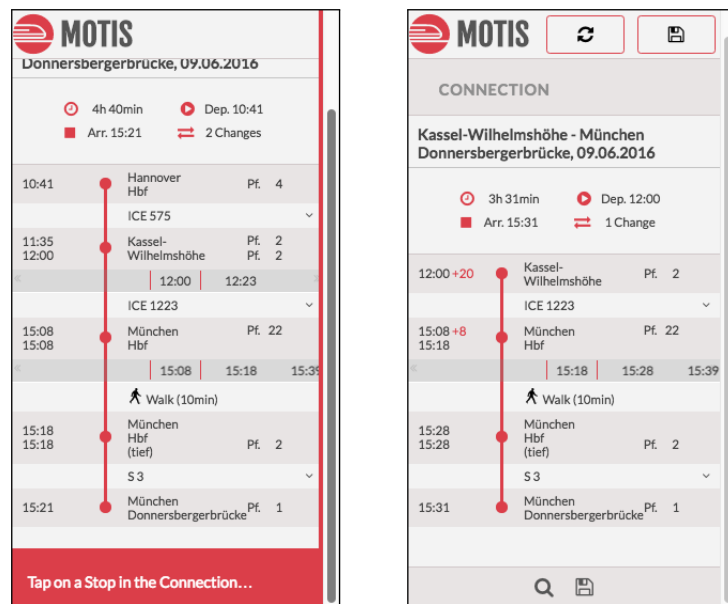 MOTIS
Donnersbergerbrücke, 09.06.2016
4h 40min Dep. 10:41
Arr. 15:21 2 Changes
10:41 Hannover Hbf Pf. 4
ICE 575
11:35 Kassel- Pf. 2
12:00 Wilhelmshöhe Pf. 2
12:00 12:23
ICE 1223
15:08 München Pf. 22
15:08 Hbf
15:08 15:18 15:39
Walk (10min)
München
15:18 Hbf
15:18 (tief) Pf. 2
S 3
15:21 München Pf. 1
Donnersbergerbrücke
Tap on a Stop in the Connection...
MOTIS
CONNECTION
Kassel-Wilhelmshöhe - München
Donnersbergerbrücke, 09.06.2016
3h 31min Dep. 12:00
Arr. 15:31 1 Change
12:00 +20 Kassel- Pf. 2
Wilhelmshöhe
ICE 1223
15:08 +8 München Pf. 22
15:18 Hbf
15:18 15:28 15:39
Walk (10min)
München
15:28 Hbf
15:28 (tief) Pf. 2
S 3
15:31 München Pf. 1
Donnersbergerbrücke